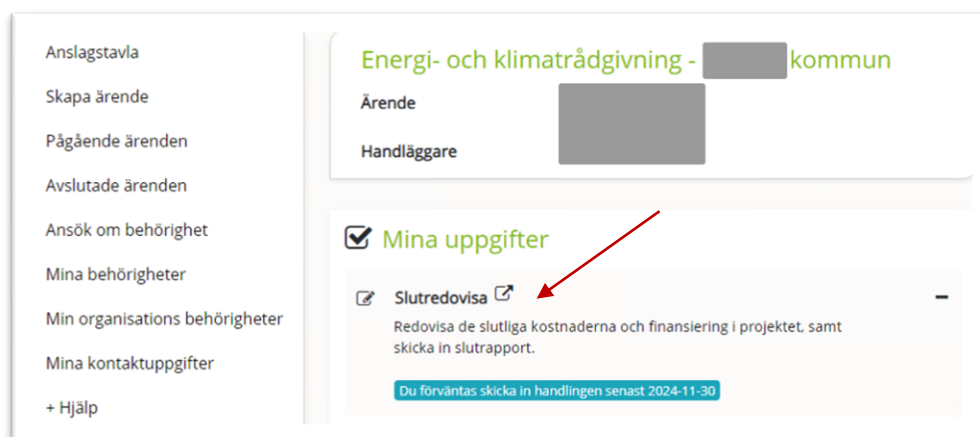 Anslagstavla
Skapa ärende
Pågående ärenden
Avslutade ärenden
Ansök om behörighet
Mina behörigheter
Min organisations behörigheter
Mina kontaktuppgifter
+ Hjälp
Energi- och klimatrådgivning - kommun
Ärende
Handläggare
Mina uppgifter
Slutredovisa
Redovisa de slutliga kostnaderna och finansiering i projektet, samt
skicka in slutrapport.
Du förväntas skicka in handlingen senast 2024-11-30